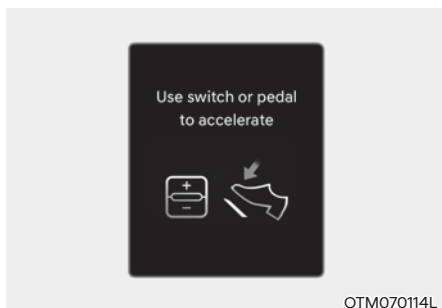 Use switch or pedal
to accelerate
+
−
OTM070114L